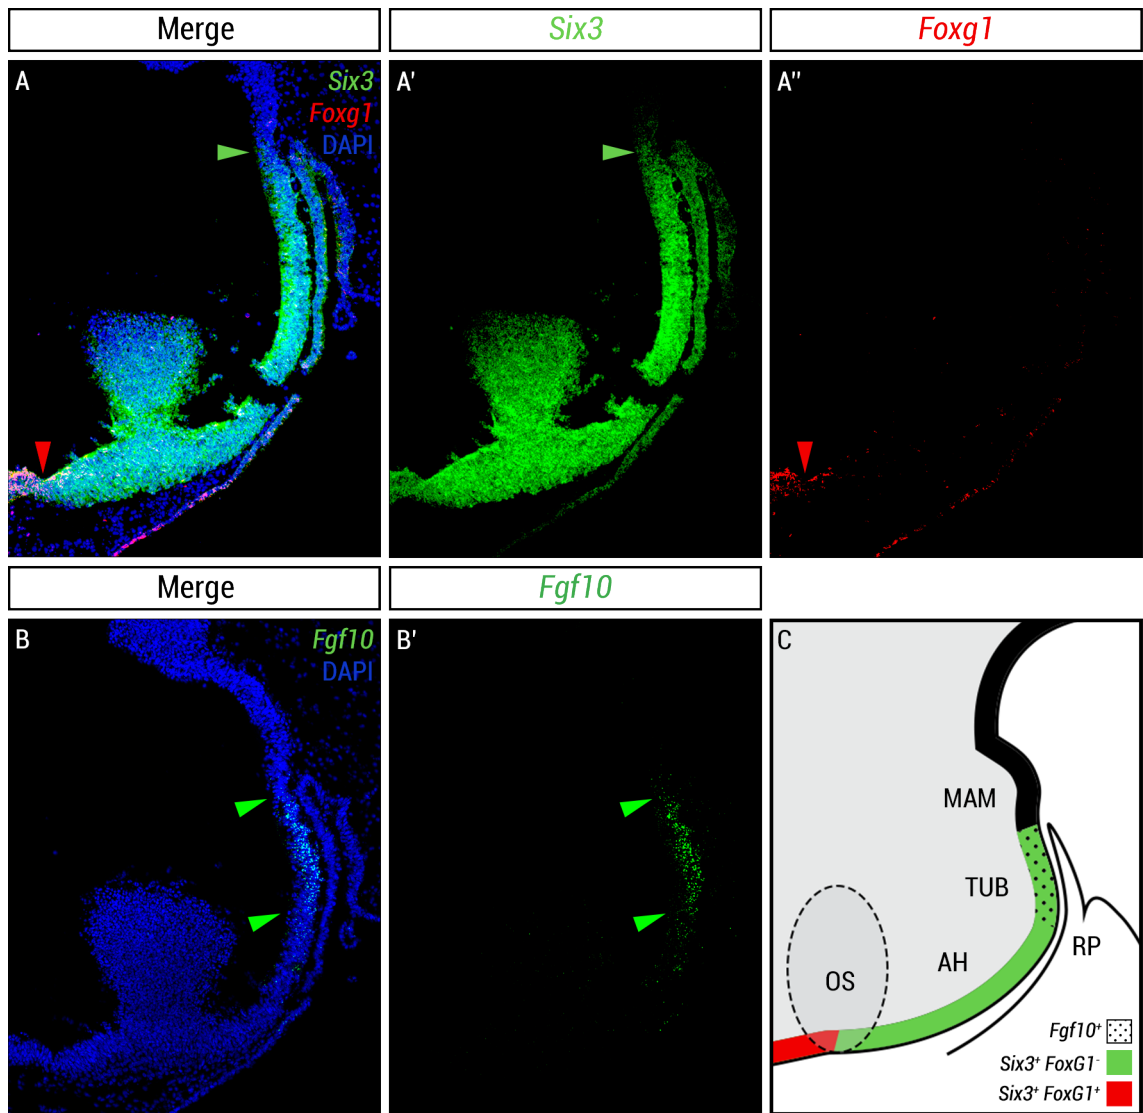 Merge
Six3
Foxg1
A
Six3
Foxg1
DAPI
A'
A"
Merge
Fgf10
B
Fgf10
DAPI
B'
C
MAM
TUB
RP
AH
OS
Fgf10+
Six3+ FoxG1-
Six3+ FoxG1+